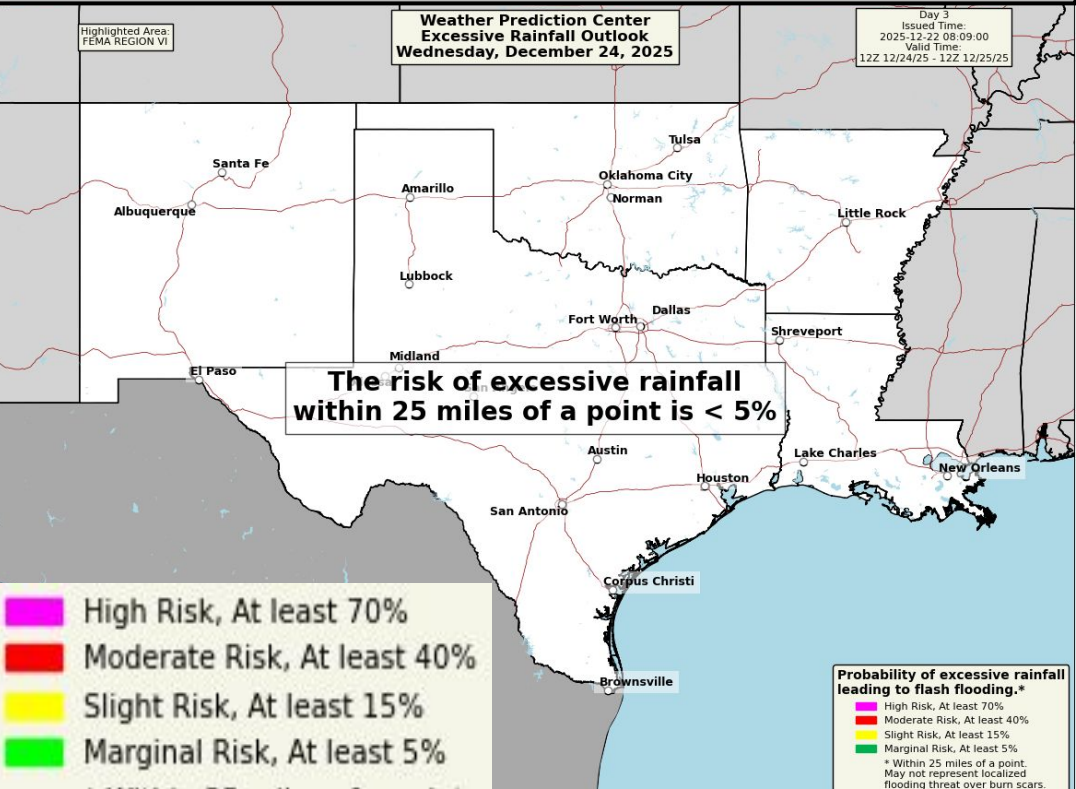 Highlighted Area:
FEMA REGION VI
Weather Prediction Center
Excessive Rainfall Outlook
Wednesday, December 24, 2025
Day 3
Issued Time:
2025-12-22 08:09:00
Valid Time:
12Z 12/24/25 - 12Z 12/25/25
Tulsa
Santa Fe
Oklahoma City
Amarillo
Norman
Albuquerque
Little Rock
Lubbock
Dallas
Fort Worth
Shreveport
Midland
El Paso
The risk of excessive rainfall
within 25 miles of a point is < 5%
Austin
Lake Charles
New Orleans
Houston
San Antonio
Corpus Christi
Brownsville
High Risk, At least 70%
Moderate Risk, At least 40%
Slight Risk, At least 15%
Marginal Risk, At least 5%
Probability of excessive rainfall
leading to flash flooding.*
High Risk, At least 70%
Moderate Risk, At least 40%
Slight Risk, At least 15%
Marginal Risk, At least 5%
* Within 25 miles of a point.
May not represent localized
flooding threat over burn scars.